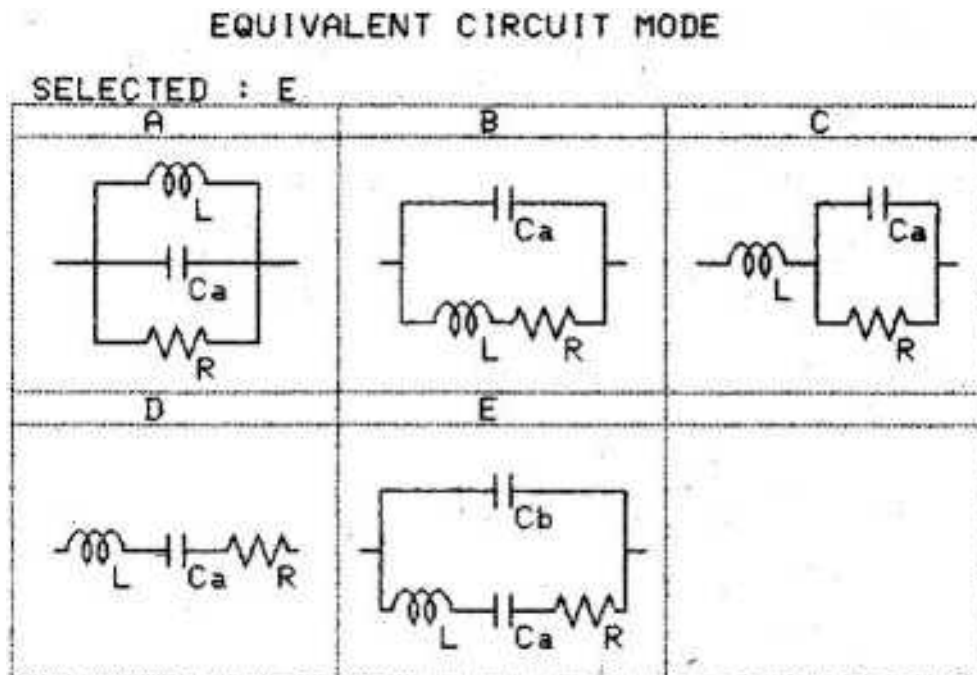 EQUIVALENT CIRCUIT MODE
SELECTED : E
A B C
L
Ca
R
Ca
L R
Ca
L
R
D E
L Ca R
Cb
L Ca R